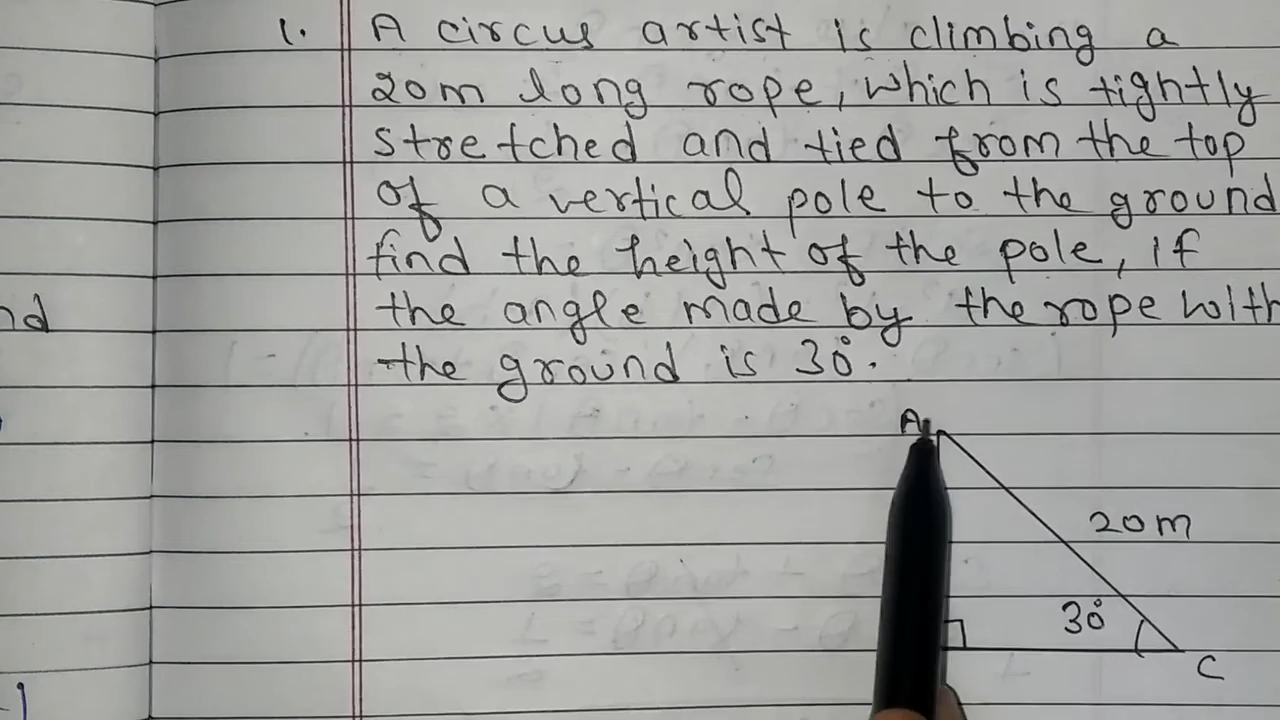 1. A circus artist is climbing a
20m long rope, which is tightly
stretched and tied from the top
of a vertical pole to the ground
find the height of the pole, if
nd
the angle made by the rope with
the ground is 30°.
A
20m
30°
C